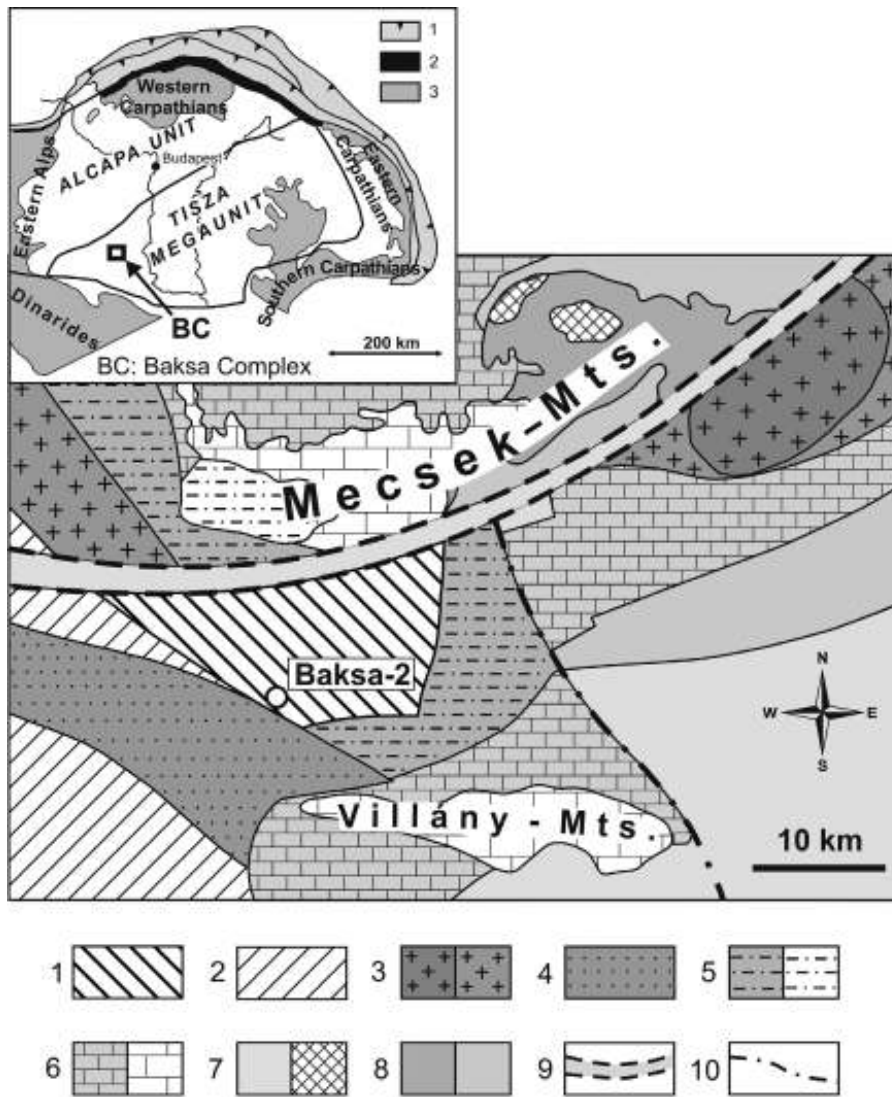 1
2
3
Western
Carpathians
ALCAPA UNIT
Budapest
Eastern Alps
Eastern
Carpathians
TISZA
MEGAUNIT
Southern Carpathians
Dinarides
BC
200 km
BC: Baksa Complex
Mecsek-Mts.
Baksa-2
N
W E
S
Villány - Mts.
10 km
1 2 3 4 5
6 7 8 9 10